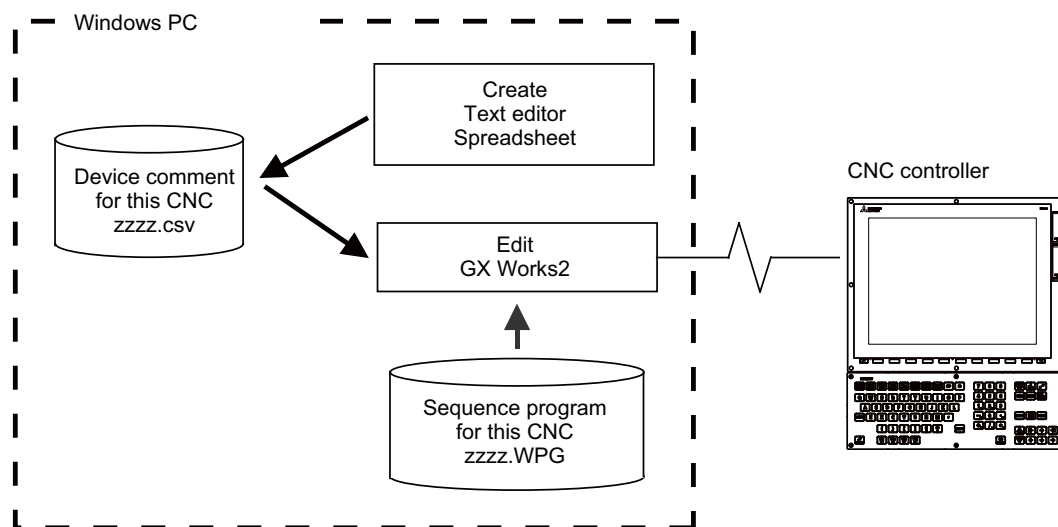 Windows PC
Create
Text editor
Spreadsheet
Device comment
for this CNC
zzzz.csv
CNC controller
Edit
GX Works2
Sequence program
for this CNC
zzzz.WPG